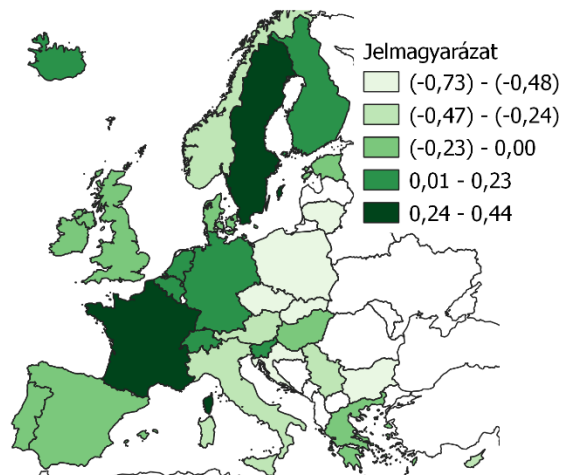 Jelmagyarázat
(-0,73) - (-0,48)
(-0,47) - (-0,24)
(-0,23) - 0,00
0,01 - 0,23
0,24 - 0,44